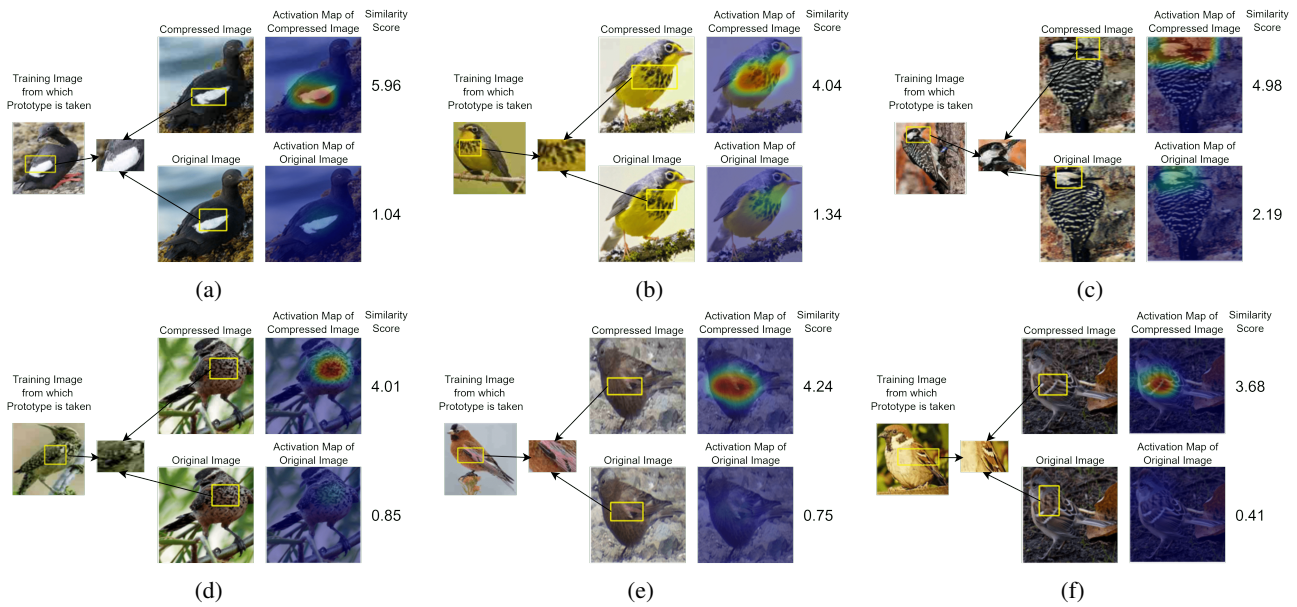 Compressed Image
Activation Map of
Compressed Image
Similarity
Score
Training Image
from which
Prototype is taken
5.96
Original Image
Activation Map of
Original Image
1.04
(a)
Compressed Image
Activation Map of
Compressed Image
Similarity
Score
Training Image
from which
Prototype is taken
4.04
Original Image
Activation Map of
Original Image
1.34
(b)
Compressed Image
Activation Map of
Compressed Image
Similarity
Score
Training Image
from which
Prototype is taken
4.98
Original Image
Activation Map of
Original Image
2.19
(c)
Compressed Image
Activation Map of
Compressed Image
Similarity
Score
Training Image
from which
Prototype is taken
4.01
Original Image
Activation Map of
Original Image
0.85
(d)
Compressed Image
Activation Map of
Compressed Image
Similarity
Score
Training Image
from which
Prototype is taken
4.24
Original Image
Activation Map of
Original Image
0.75
(e)
Compressed Image
Activation Map of
Compressed Image
Similarity
Score
Training Image
from which
Prototype is taken
3.68
Original Image
Activation Map of
Original Image
0.41
(f)